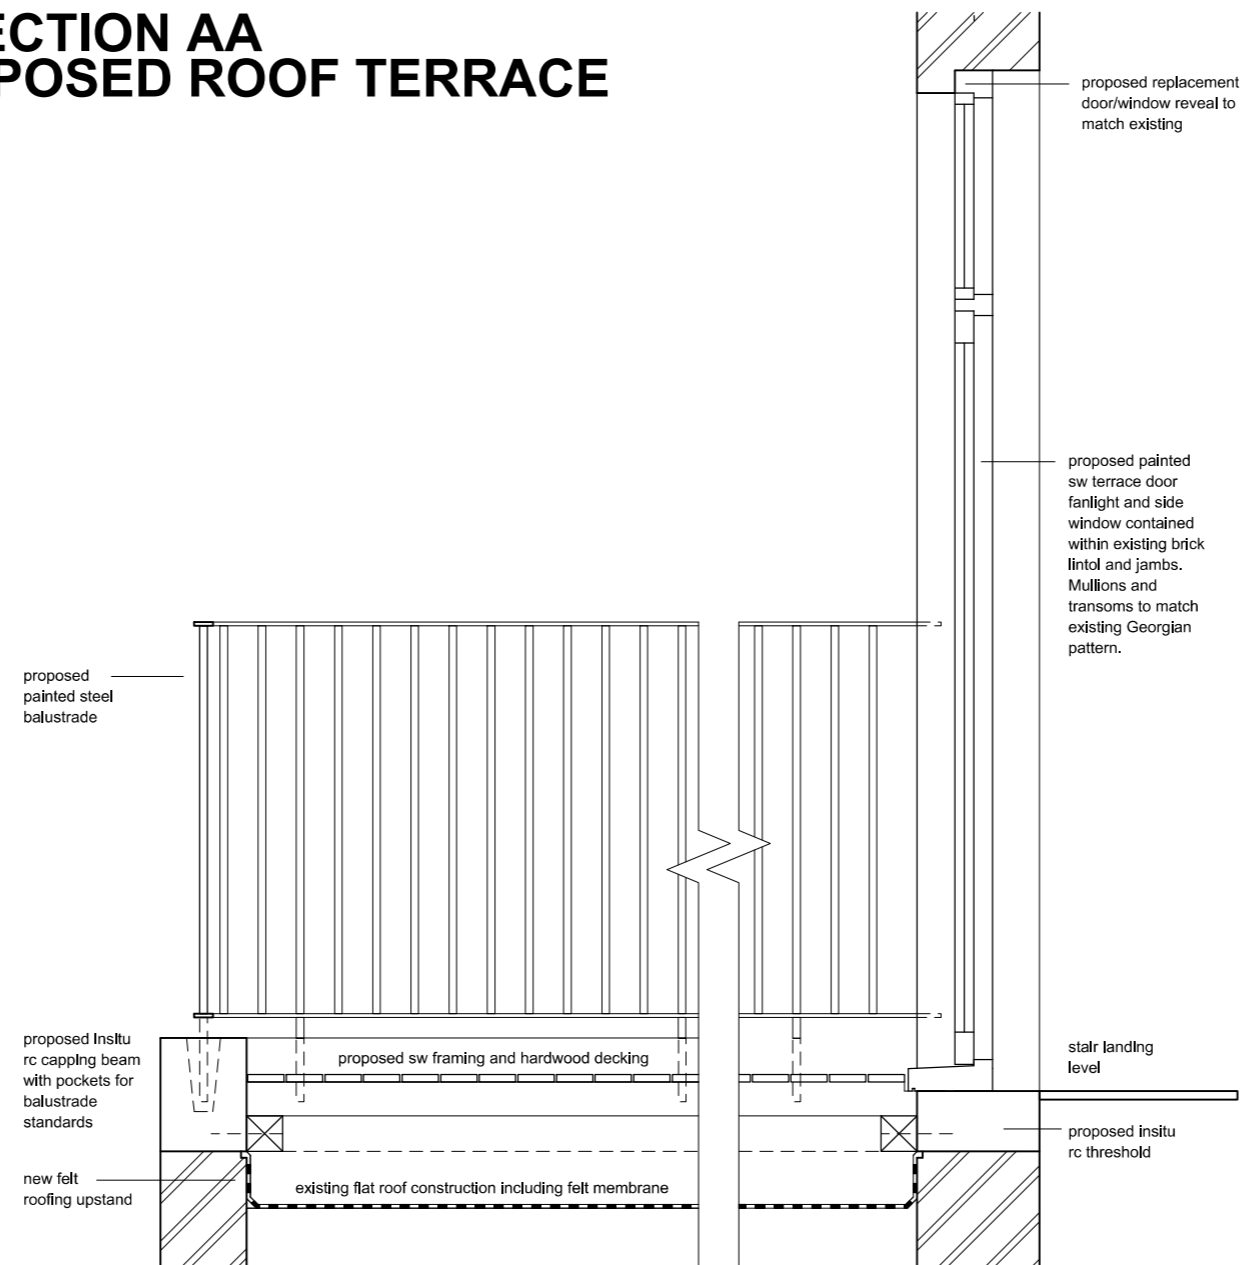 ECTION AA
POSED ROOF TERRACE
proposed replacement
door/window reveal to
match existing
proposed painted
sw terrace door
fanlight and side
window contained
within existing brick
lintol and jambs.
Mullions and
transoms to match
existing Georgian
pattern.
proposed
painted steel
balustrade
proposed insitu
rc capping beam
with pockets for
balustrade
standards
proposed sw framing and hardwood decking
stair landing
level
proposed insitu
rc threshold
new felt
roofing upstand
existing flat roof construction including felt membrane